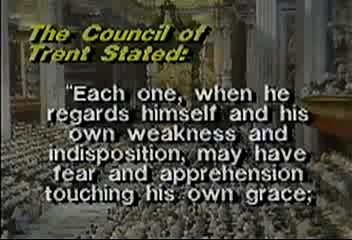 The Council of
Trent Stated:
"Each one, when he
regards himself and his
own weakness and
indisposition, may have
fear and apprehension
touching his own grace;